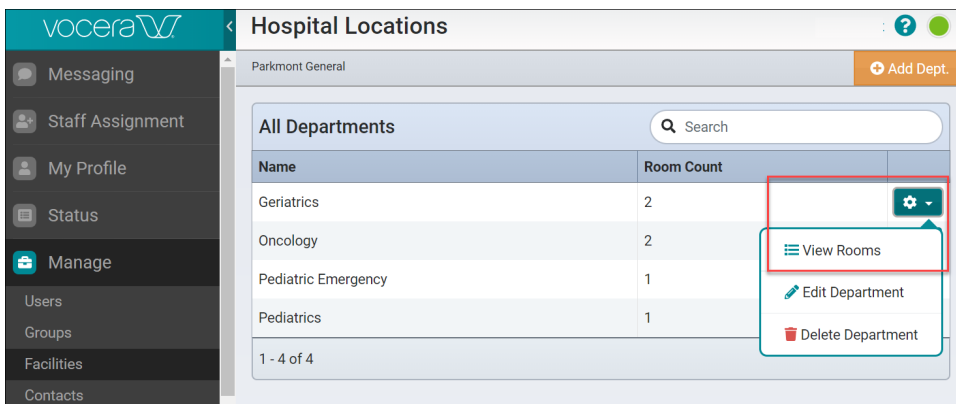 vocera
Hospital Locations
Messaging
Staff Assignment
My Profile
Status
Manage
Users
Groups
Facilities
Contacts
Parkmont General
Add Dept.
All Departments
Search
Name Room Count
Geriatrics 2
Oncology 2
Pediatric Emergency 1
Pediatrics 1
1 - 4 of 4
View Rooms
Edit Department
Delete Department